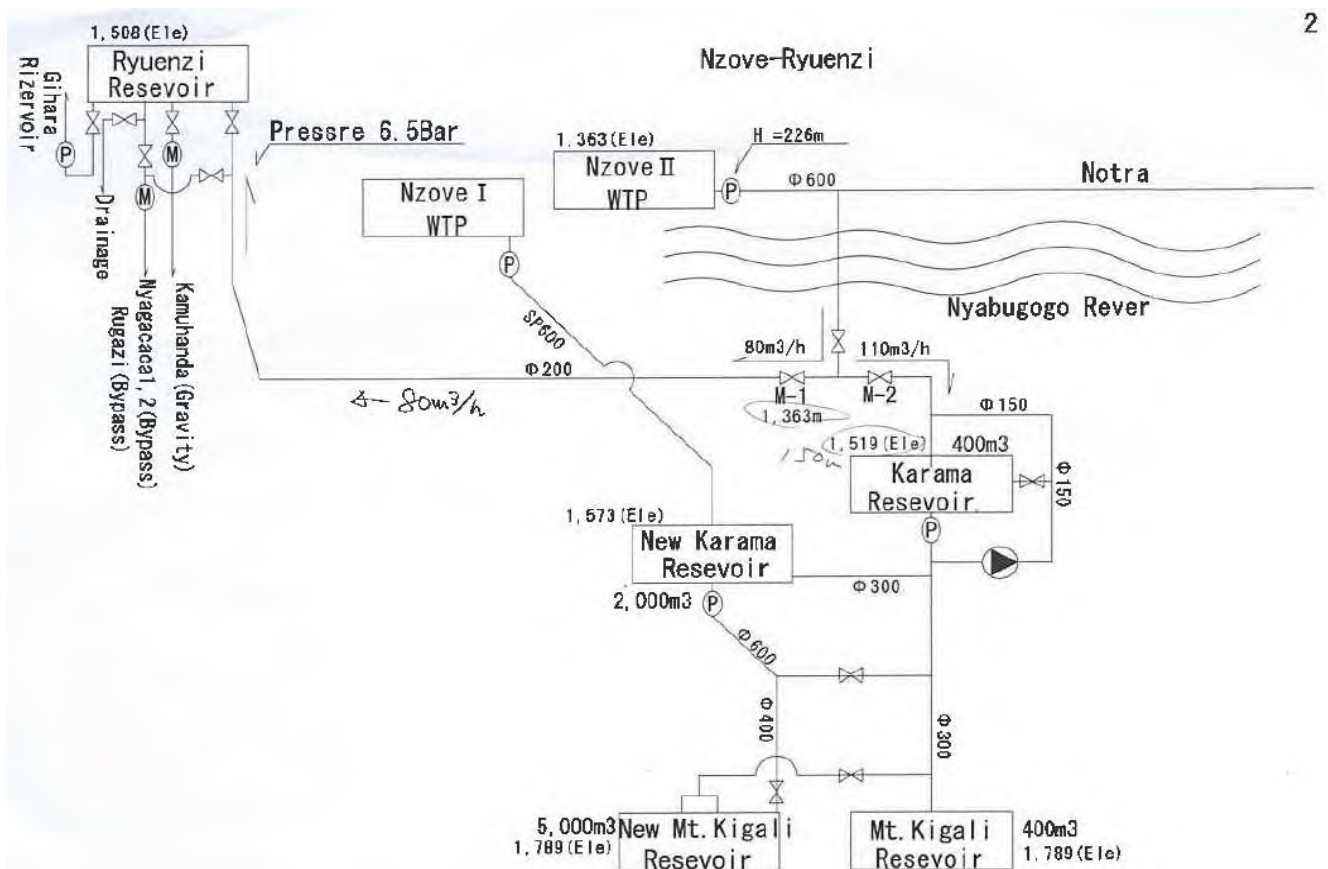 2
Nzove-Ryuenzi
1,508(Ele)
Ryuenzi
Resevoir
Gihara
Rizervoir
P
M
M
Drainage
Nyagacaca1, 2 (Bypass)
Rugazi (Bypass)
Kamuhanda (Gravity)
Pressre 6.5Bar
Nzove I
WTP
P
1.363(Ele)
Nzove II
WTP
H =226m
P
Φ600
Notra
Nyabugogo Rever
SP600
Φ200
80m3/h
80m3/h
110m3/h
M-1
M-2
1,363m
Φ150
Φ150
1,519(Ele)
400m3
150m
Karama
Resevoir
P
1,573(Ele)
New Karama
Resevoir
2,000m3
P
Φ300
Φ600
Φ400
Φ300
5,000m3
1,789(Ele)
New Mt.Kigali
Resevoir
Mt.Kigali
Resevoir
400m3
1,789(Ele)